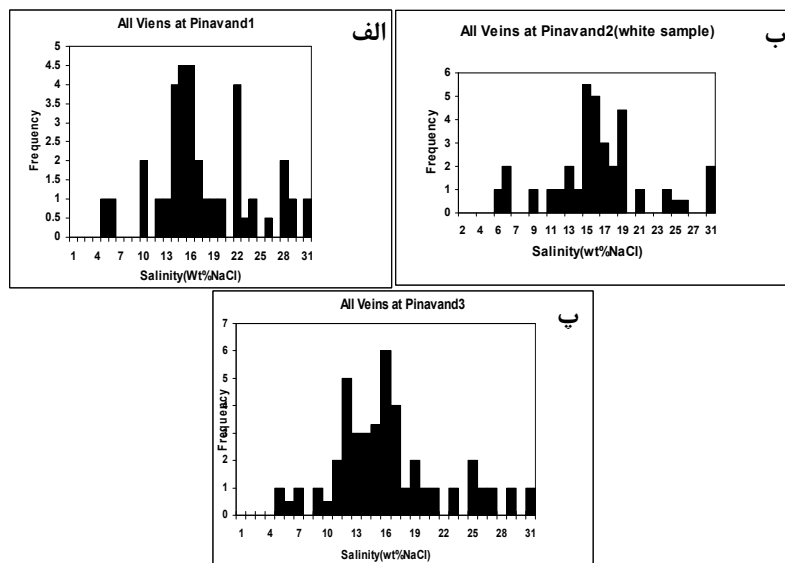 All Viens at Pinavand1
الف
5
4.5
4
3.5
3
2.5
2
1.5
1
0.5
0
Frequency
1 4 7 10 13 16 19 22 25 28 31
Salinity(Wt%NaCl)
All Veins at Pinavand2(white sample)
ب
6
5
4
3
2
1
0
Frequency
2 4 6 7 9 11 13 15 17 19 21 23 25 27 31
Salinity(wt%NaCl)
All Veins at Pinavand3
پ
7
6
5
4
3
2
1
0
Frequency
1 4 7 10 13 16 19 22 25 28 31
Salinity(wt%NaCl)